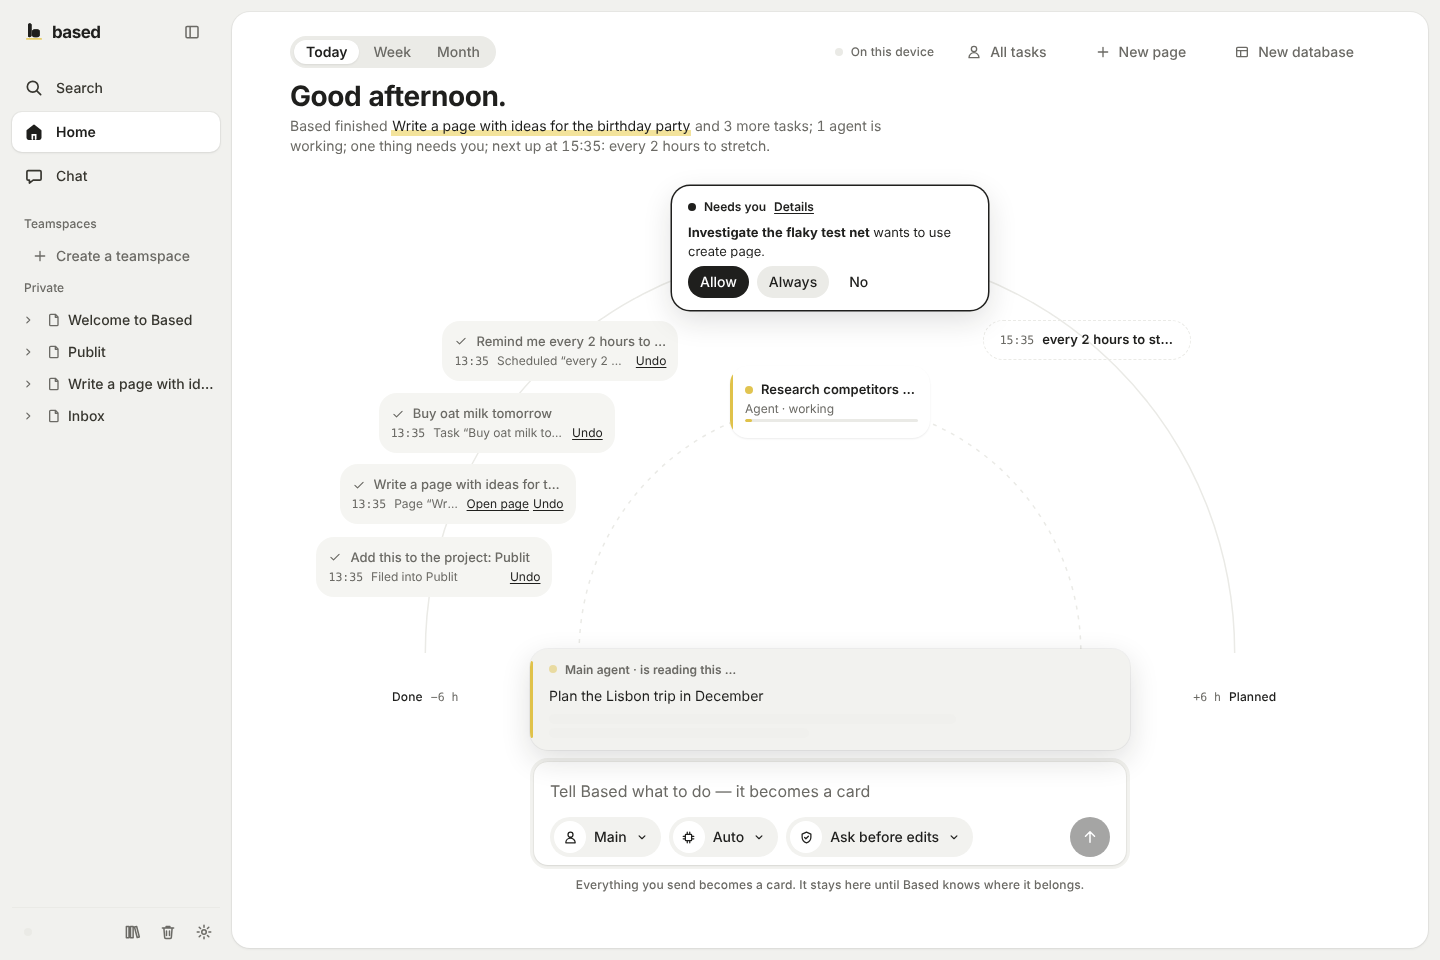 based
Search
Home
Chat
Teamspaces
Create a teamspace
Private
Welcome to Based
Publit
Write a page with id...
Inbox
Today Week Month
On this device All tasks New page New database
Good afternoon.
Based finished Write a page with ideas for the birthday party and 3 more tasks; 1 agent is
working; one thing needs you; next up at 15:35: every 2 hours to stretch.
Needs you Details
Investigate the flaky test net wants to use
create page.
Allow Always No
Remind me every 2 hours to ...
13:35 Scheduled “every 2 ... Undo
15:35 every 2 hours to st...
Research competitors ...
Agent · working
Buy oat milk tomorrow
13:35 Task “Buy oat milk to... Undo
Write a page with ideas for t...
13:35 Page “Wr... Open page Undo
Add this to the project: Publit
13:35 Filed into Publit Undo
Main agent · is reading this ...
Plan the Lisbon trip in December
Done −6 h
+6 h Planned
Tell Based what to do — it becomes a card
Main Auto Ask before edits
Everything you send becomes a card. It stays here until Based knows where it belongs.